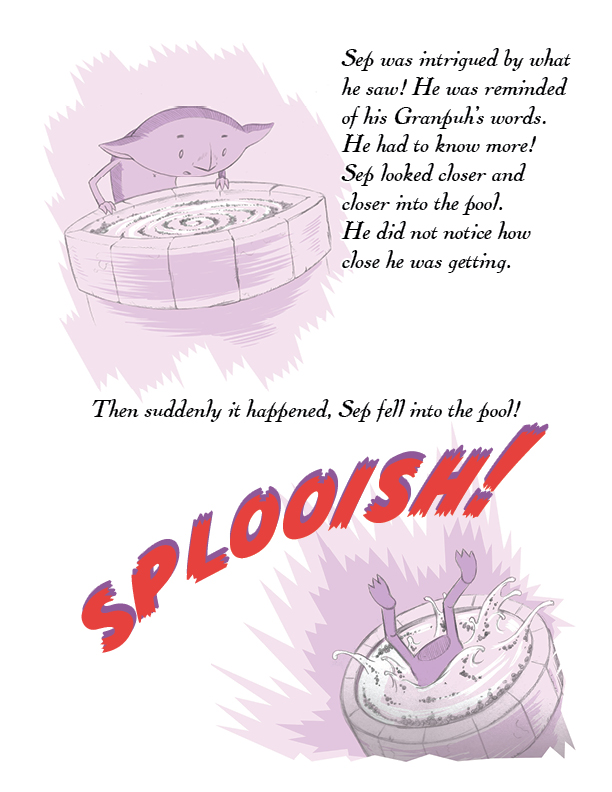 Sep was intrigued by what
he saw! He was reminded
of his Granpuh's words.
He had to know more!
Sep looked closer and
closer into the pool.
He did not notice how
close he was getting.
Then suddenly it happened, Sep fell into the pool!
SPLOOISH!